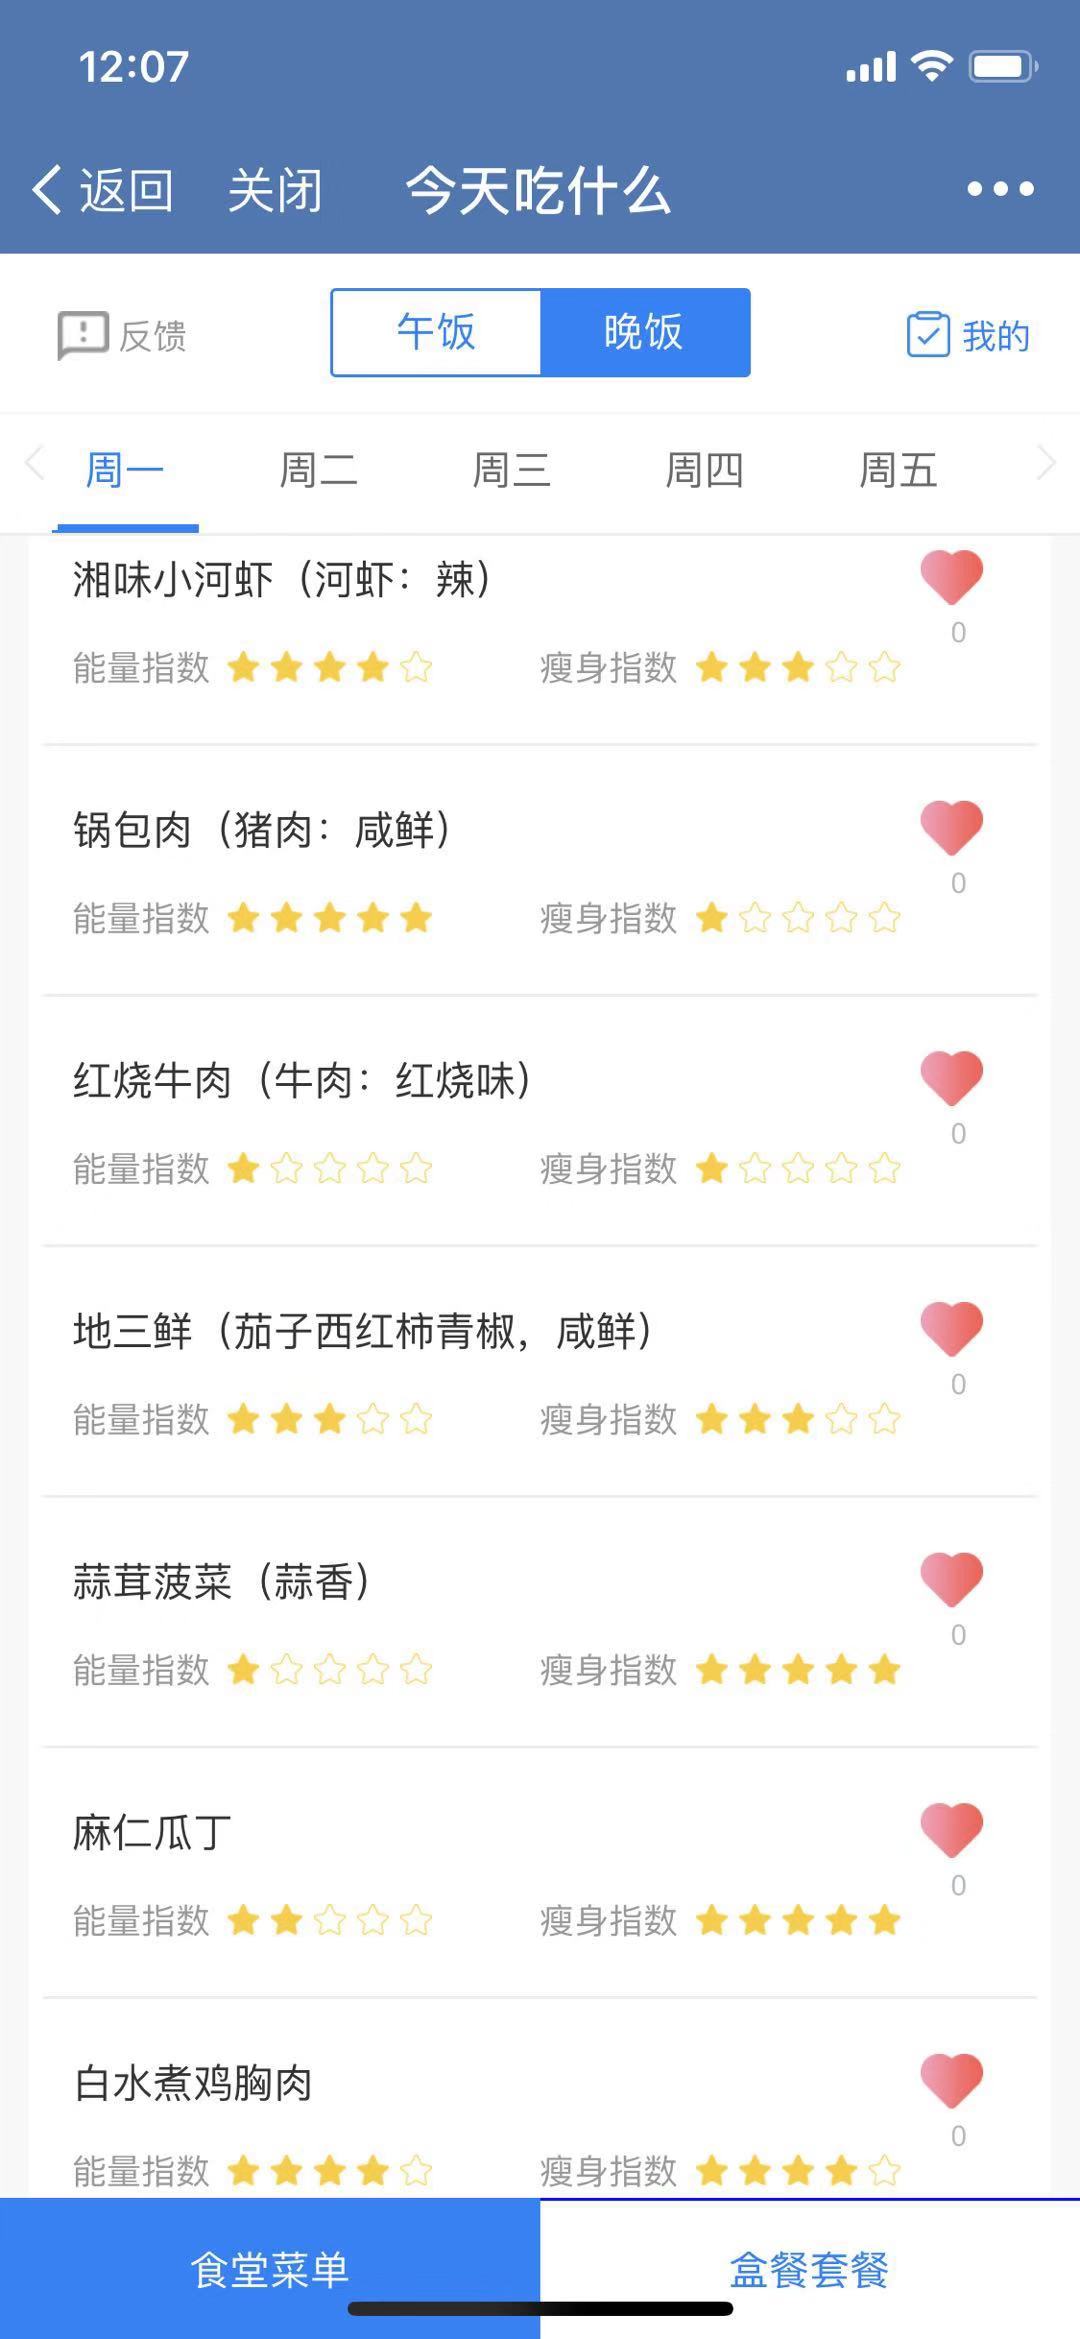 12:07
返回 关闭 今天吃什么
反馈 午饭 晚饭 我的
周一 周二 周三 周四 周五
湘味小河虾（河虾：辣）
0
能量指数 瘦身指数
锅包肉（猪肉：咸鲜）
0
能量指数 瘦身指数
红烧牛肉（牛肉：红烧味）
0
能量指数 瘦身指数
地三鲜（茄子西红柿青椒，咸鲜）
0
能量指数 瘦身指数
蒜茸菠菜（蒜香）
0
能量指数 瘦身指数
麻仁瓜丁
0
能量指数 瘦身指数
白水煮鸡胸肉
0
能量指数 瘦身指数
食堂菜单 盒餐套餐